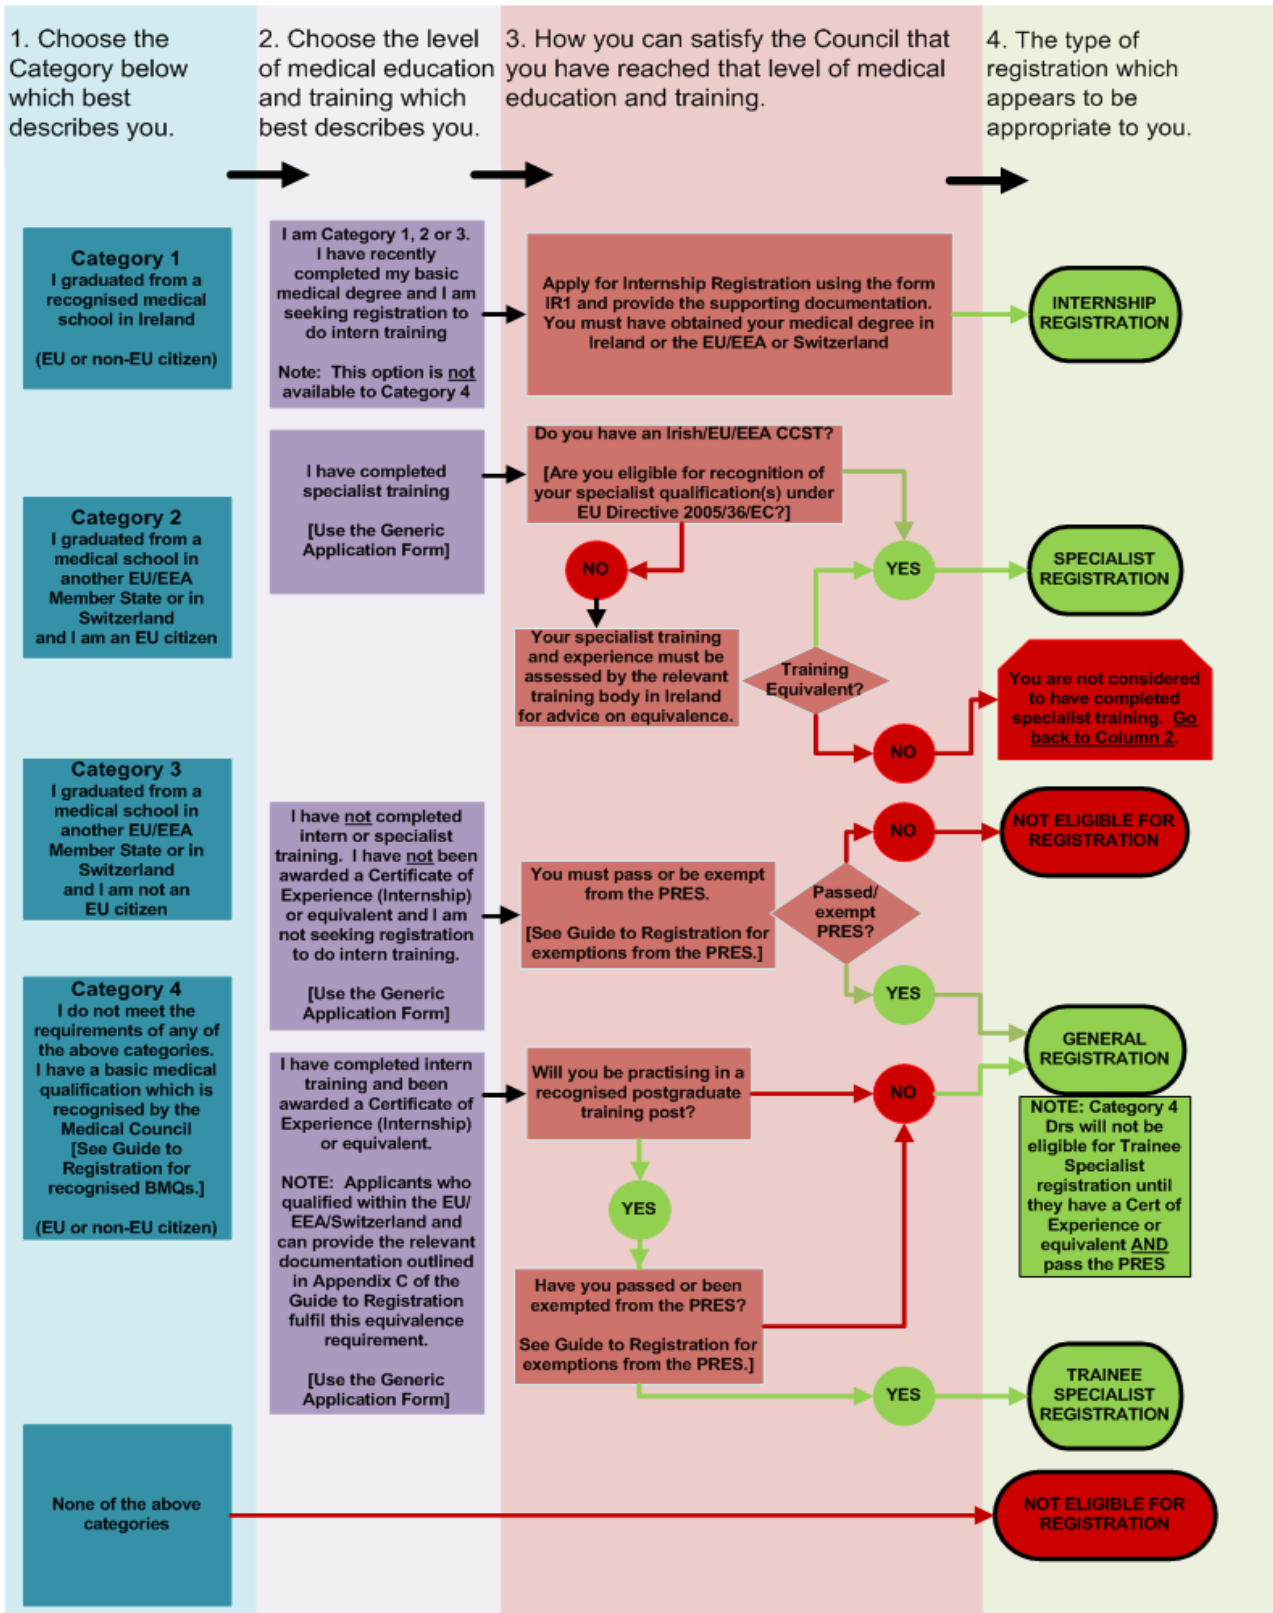 1. Choose the
Category below
which best
describes you.
2. Choose the level
of medical education
and training which
best describes you.
3. How you can satisfy the Council that
you have reached that level of medical
education and training.
4. The type of
registration which
appears to be
appropriate to you.
Category 1
I graduated from a
recognised medical
school in Ireland
(EU or non-EU citizen)
I am Category 1, 2 or 3.
I have recently
completed my basic
medical degree and I am
seeking registration to
do intern training
Note: This option is not
available to Category 4
Apply for Internship Registration using the form
IR1 and provide the supporting documentation.
You must have obtained your medical degree in
Ireland or the EU/EEA or Switzerland
INTERNSHIP
REGISTRATION
Category 2
I graduated from a
medical school in
another EU/EEA
Member State or in
Switzerland
and I am an EU citizen
I have completed
specialist training
[Use the Generic
Application Form]
Do you have an Irish/EU/EEA CCST?
[Are you eligible for recognition of
your specialist qualification(s) under
EU Directive 2005/36/EC?]
NO
YES
SPECIALIST
REGISTRATION
Your specialist training
and experience must be
assessed by the relevant
training body in Ireland
for advice on equivalence.
Training
Equivalent?
NO
You are not considered
to have completed
specialist training. Go
back to Column 2.
Category 3
I graduated from a
medical school in
another EU/EEA
Member State or in
Switzerland
and I am not an
EU citizen
I have not completed
intern or specialist
training. I have not been
awarded a Certificate of
Experience (Internship)
or equivalent and I am
not seeking registration
to do intern training.
[Use the Generic
Application Form]
You must pass or be exempt
from the PRES.
[See Guide to Registration for
exemptions from the PRES.]
Passed/
exempt
PRES?
NO
NOT ELIGIBLE FOR
REGISTRATION
YES
GENERAL
REGISTRATION
Category 4
I do not meet the
requirements of any of
the above categories.
I have a basic medical
qualification which is
recognised by the
Medical Council
[See Guide to
Registration for
recognised BMQs.]
(EU or non-EU citizen)
I have completed intern
training and been
awarded a Certificate of
Experience (Internship)
or equivalent.
NOTE: Applicants who
qualified within the EU/
EEA/Switzerland and
can provide the relevant
documentation outlined
in Appendix C of the
Guide to Registration
fulfil this equivalence
requirement.
[Use the Generic
Application Form]
Will you be practising in a
recognised postgraduate
training post?
NO
YES
NOTE: Category 4
Drs will not be
eligible for Trainee
Specialist
registration until
they have a Cert of
Experience or
equivalent AND
pass the PRES
Have you passed or been
exempted from the PRES?
See Guide to Registration for
exemptions from the PRES.]
YES
TRAINEE
SPECIALIST
REGISTRATION
None of the above
categories
NOT ELIGIBLE FOR
REGISTRATION